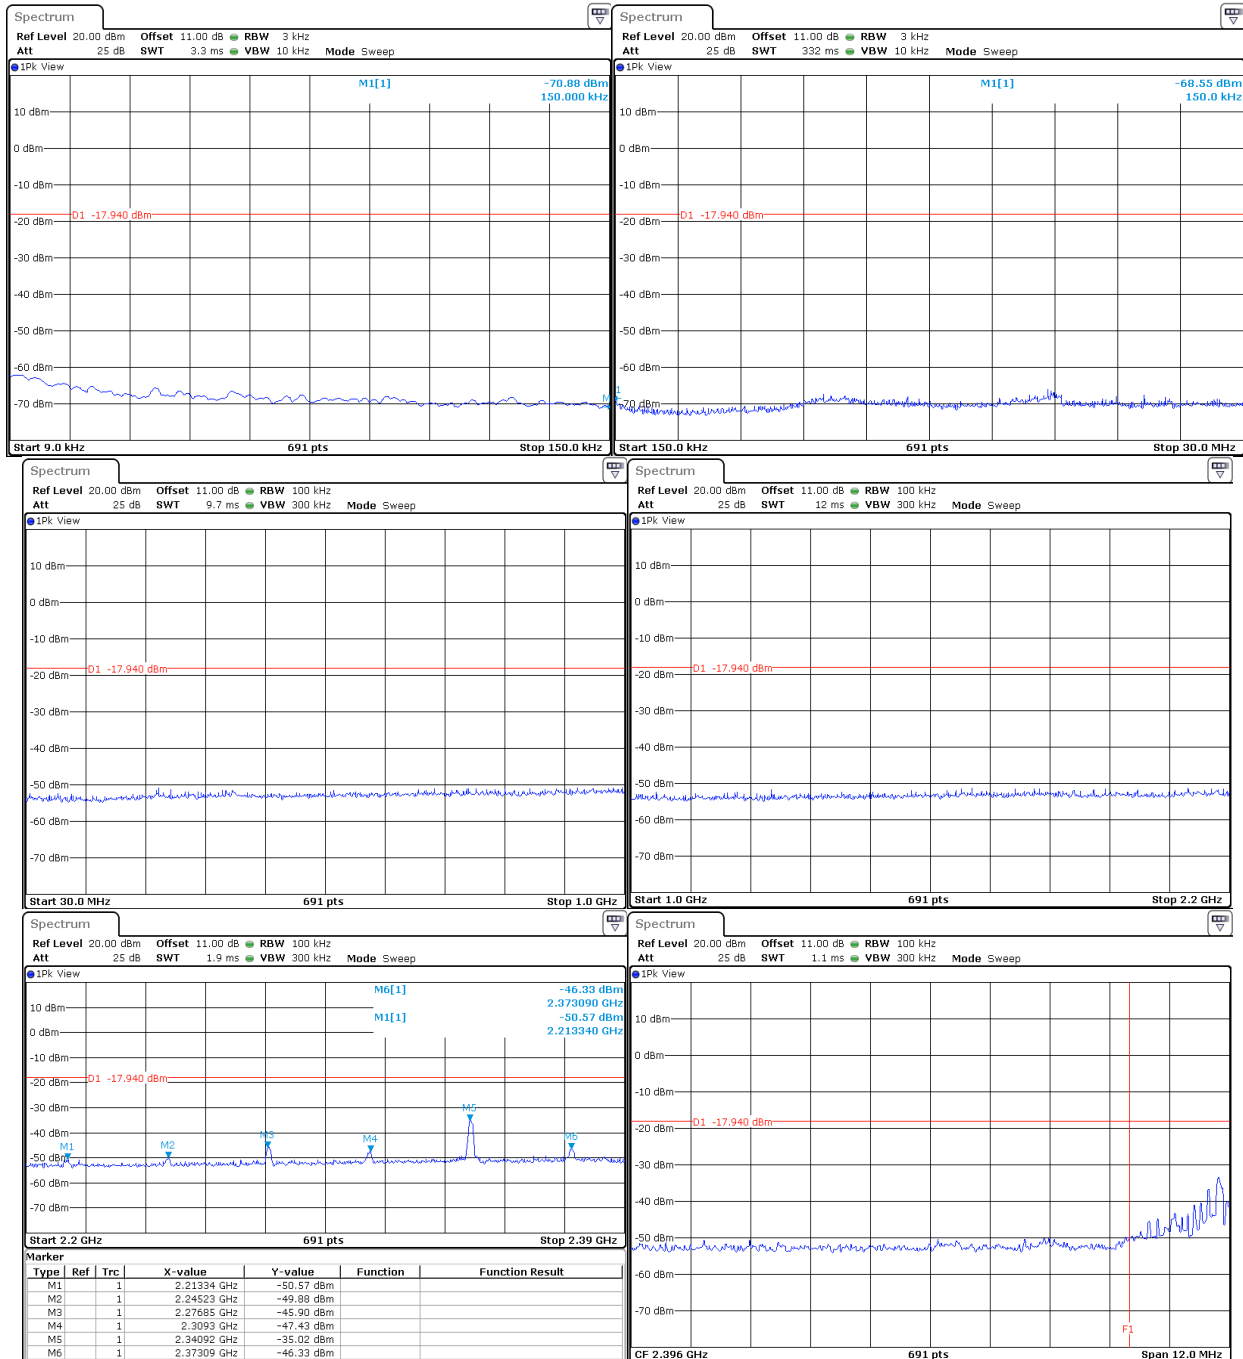 Spectrum
Ref Level 20.00 dBm Offset 11.00 dB RBW 3 kHz
Att 25 dB SWT 3.3 ms VBW 10 kHz Mode Sweep
1Pk View
M1[1] -70.88 dBm
150.000 kHz
10 dBm
0 dBm
-10 dBm
D1 -17.940 dBm
-20 dBm
-30 dBm
-40 dBm
-50 dBm
-60 dBm
-70 dBm
Start 9.0 kHz 691 pts Stop 150.0 kHz
Spectrum
Ref Level 20.00 dBm Offset 11.00 dB RBW 3 kHz
Att 25 dB SWT 332 ms VBW 10 kHz Mode Sweep
1Pk View
M1[1] -68.55 dBm
150.0 kHz
10 dBm
0 dBm
-10 dBm
D1 -17.940 dBm
-20 dBm
-30 dBm
-40 dBm
-50 dBm
-60 dBm
-70 dBm
Start 150.0 kHz 691 pts Stop 30.0 MHz
Spectrum
Ref Level 20.00 dBm Offset 11.00 dB RBW 100 kHz
Att 25 dB SWT 9.7 ms VBW 300 kHz Mode Sweep
1Pk View
10 dBm
0 dBm
-10 dBm
D1 -17.940 dBm
-20 dBm
-30 dBm
-40 dBm
-50 dBm
-60 dBm
-70 dBm
Start 30.0 MHz 691 pts Stop 1.0 GHz
Spectrum
Ref Level 20.00 dBm Offset 11.00 dB RBW 100 kHz
Att 25 dB SWT 12 ms VBW 300 kHz Mode Sweep
1Pk View
10 dBm
0 dBm
-10 dBm
D1 -17.940 dBm
-20 dBm
-30 dBm
-40 dBm
-50 dBm
-60 dBm
-70 dBm
Start 1.0 GHz 691 pts Stop 2.2 GHz
Spectrum
Ref Level 20.00 dBm Offset 11.00 dB RBW 100 kHz
Att 25 dB SWT 1.9 ms VBW 300 kHz Mode Sweep
1Pk View
M6[1] -46.33 dBm
2.373090 GHz
M1[1] -50.57 dBm
2.213340 GHz
10 dBm
0 dBm
-10 dBm
D1 -17.940 dBm
-20 dBm
-30 dBm
M5
-40 dBm
M1 M2 M3 M4 M6
-50 dBm
-60 dBm
-70 dBm
Start 2.2 GHz 691 pts Stop 2.39 GHz
Marker
Type Ref Trc X-value Y-value Function Function Result
M1 1 2.21334 GHz -50.57 dBm
M2 1 2.24523 GHz -49.88 dBm
M3 1 2.27685 GHz -45.90 dBm
M4 1 2.3093 GHz -47.43 dBm
M5 1 2.34092 GHz -35.02 dBm
M6 1 2.37309 GHz -46.33 dBm
Spectrum
Ref Level 20.00 dBm Offset 11.00 dB RBW 100 kHz
Att 25 dB SWT 1.1 ms VBW 300 kHz Mode Sweep
1Pk View
10 dBm
0 dBm
-10 dBm
D1 -17.940 dBm
-20 dBm
-30 dBm
-40 dBm
-50 dBm
-60 dBm
-70 dBm
F1
CF 2.396 GHz 691 pts Span 12.0 MHz